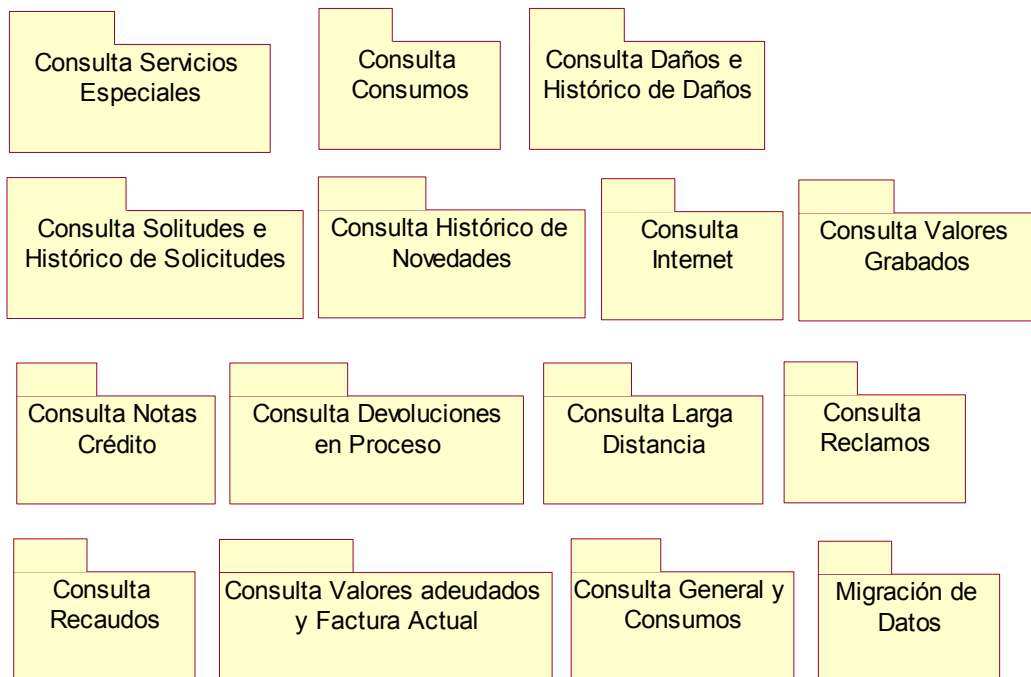 Consulta Servicios
Especiales
Consulta
Consumos
Consulta Daños e
Histórico de Daños
Consulta Solitudes e
Histórico de Solicitudes
Consulta Histórico de
Novedades
Consulta
Internet
Consulta Valores
Grabados
Consulta Notas
Crédito
Consulta Devoluciones
en Proceso
Consulta Larga
Distancia
Consulta
Reclamos
Consulta
Recaudos
Consulta Valores adeudados
y Factura Actual
Consulta General y
Consumos
Migración de
Datos